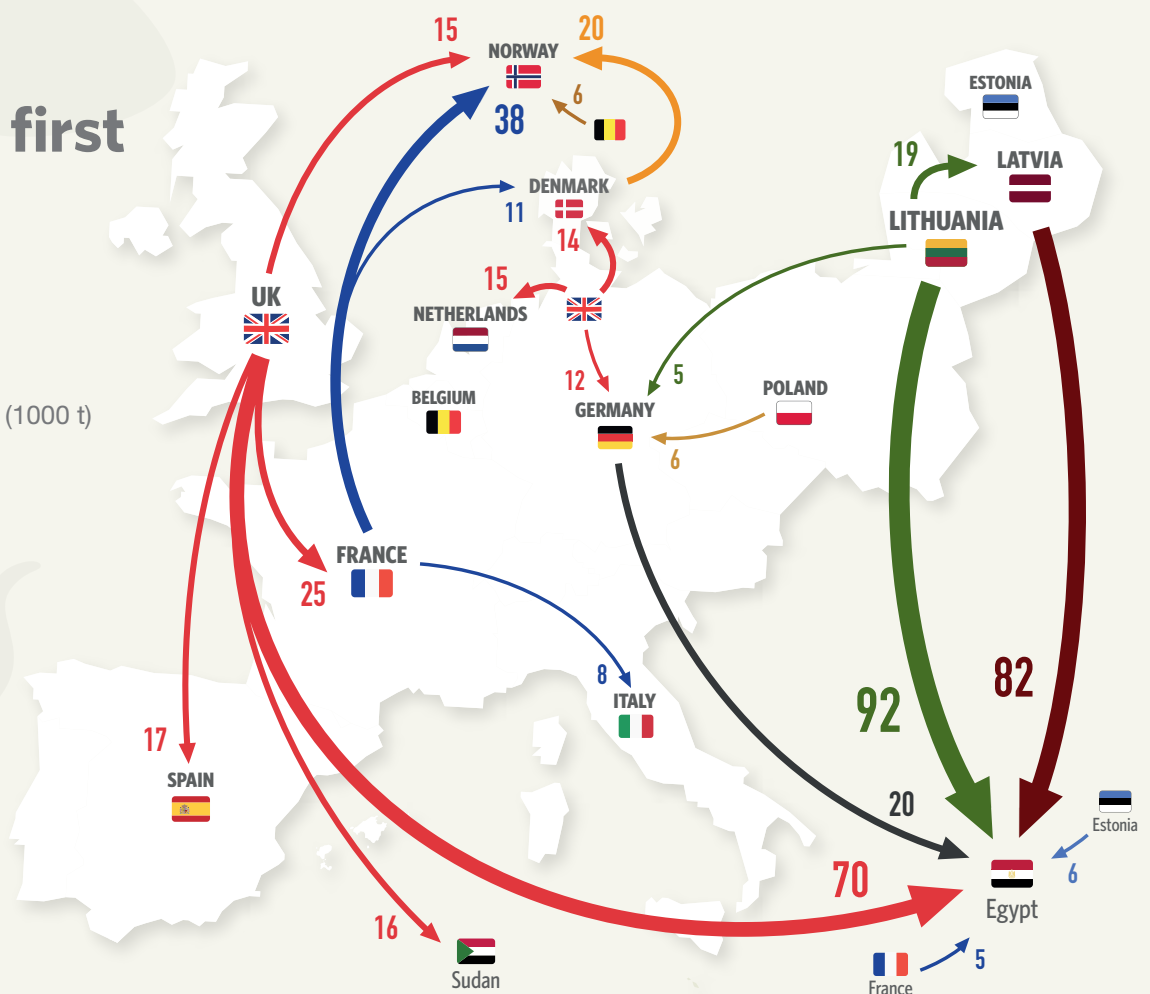 15
20
NORWAY
6
38
ESTONIA
first
19
LATVIA
DENMARK
11
LITHUANIA
14
15
UK
NETHERLANDS
12
5
POLAND
BELGIUM
GERMANY
(1000 t)
6
FRANCE
25
8
82
ITALY
92
17
SPAIN
20
Estonia
70
6
Egypt
16
5
Sudan
France